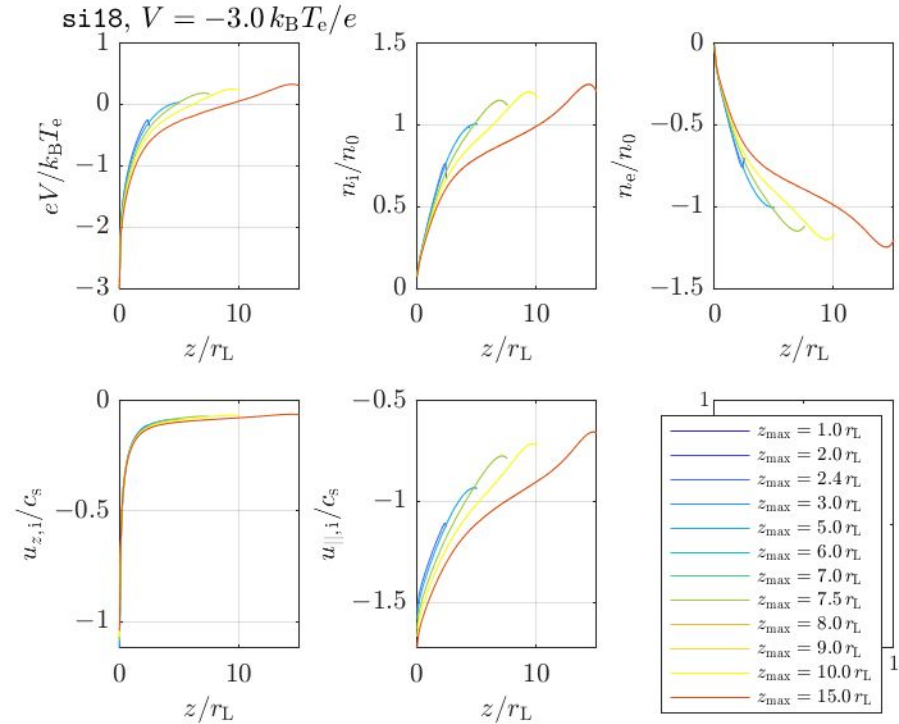 si18, V = −3.0 k_B T_e/e
eV/k_B T_e
1
0
−1
−2
−3
0
10
z/r_L
n_i/n_0
1.5
1
0.5
0
0
10
z/r_L
n_e/n_0
0
−0.5
−1
−1.5
0
10
z/r_L
u_{z,i}/c_s
0
−0.5
−1
0
10
z/r_L
u_{||,i}/c_s
−0.5
−1
−1.5
0
10
z/r_L
1
z_max = 1.0 r_L
z_max = 2.0 r_L
z_max = 2.4 r_L
z_max = 3.0 r_L
z_max = 5.0 r_L
z_max = 6.0 r_L
z_max = 7.0 r_L
z_max = 7.5 r_L
z_max = 8.0 r_L
z_max = 9.0 r_L
z_max = 10.0 r_L
z_max = 15.0 r_L
1